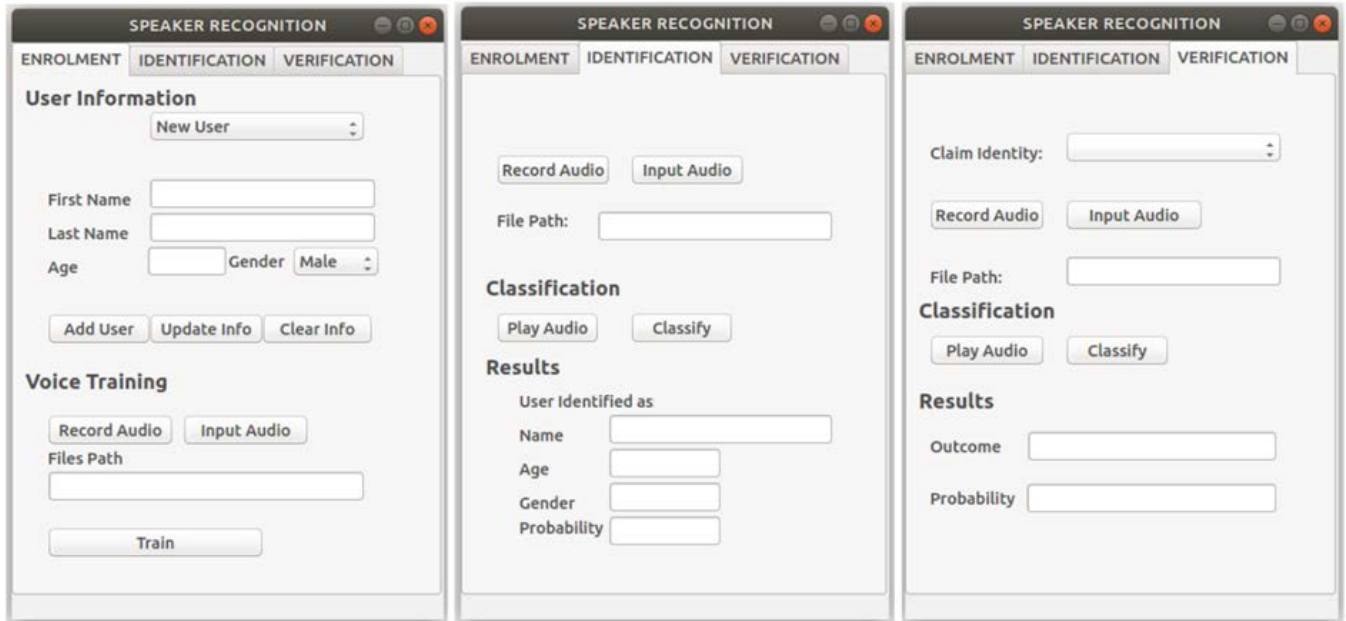 SPEAKER RECOGNITION
ENROLMENT IDENTIFICATION VERIFICATION
User Information
New User
First Name
Last Name
Age Gender Male
Add User Update Info Clear Info
Voice Training
Record Audio Input Audio
Files Path
Train
SPEAKER RECOGNITION
ENROLMENT IDENTIFICATION VERIFICATION
Record Audio Input Audio
File Path:
Classification
Play Audio Classify
Results
User Identified as
Name
Age
Gender
Probability
SPEAKER RECOGNITION
ENROLMENT IDENTIFICATION VERIFICATION
Claim Identity:
Record Audio Input Audio
File Path:
Classification
Play Audio Classify
Results
Outcome
Probability